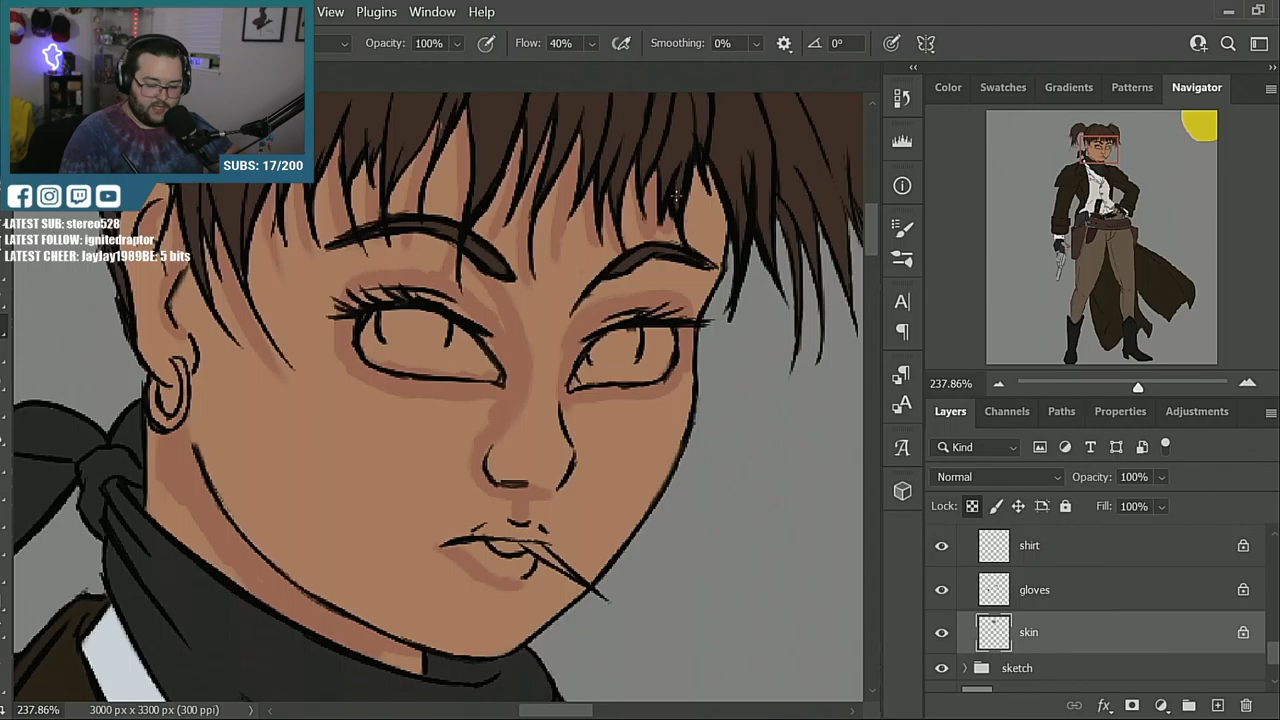 View Plugins Window Help
Opacity: 100% Flow: 40% Smoothing: 0% 0°
Color Swatches Gradients Patterns Navigator
SUBS: 17/200
LATEST SUB: stereo528
LATEST FOLLOW: ignitedraptor
LATEST CHEER: JayJay1989BE: 5 bits
237.86%
Layers Channels Paths Properties Adjustments
Kind
Normal Opacity: 100%
Lock: Fill: 100%
shirt
gloves
skin
sketch
237.86% 3000 px x 3300 px (300 ppi)
fx